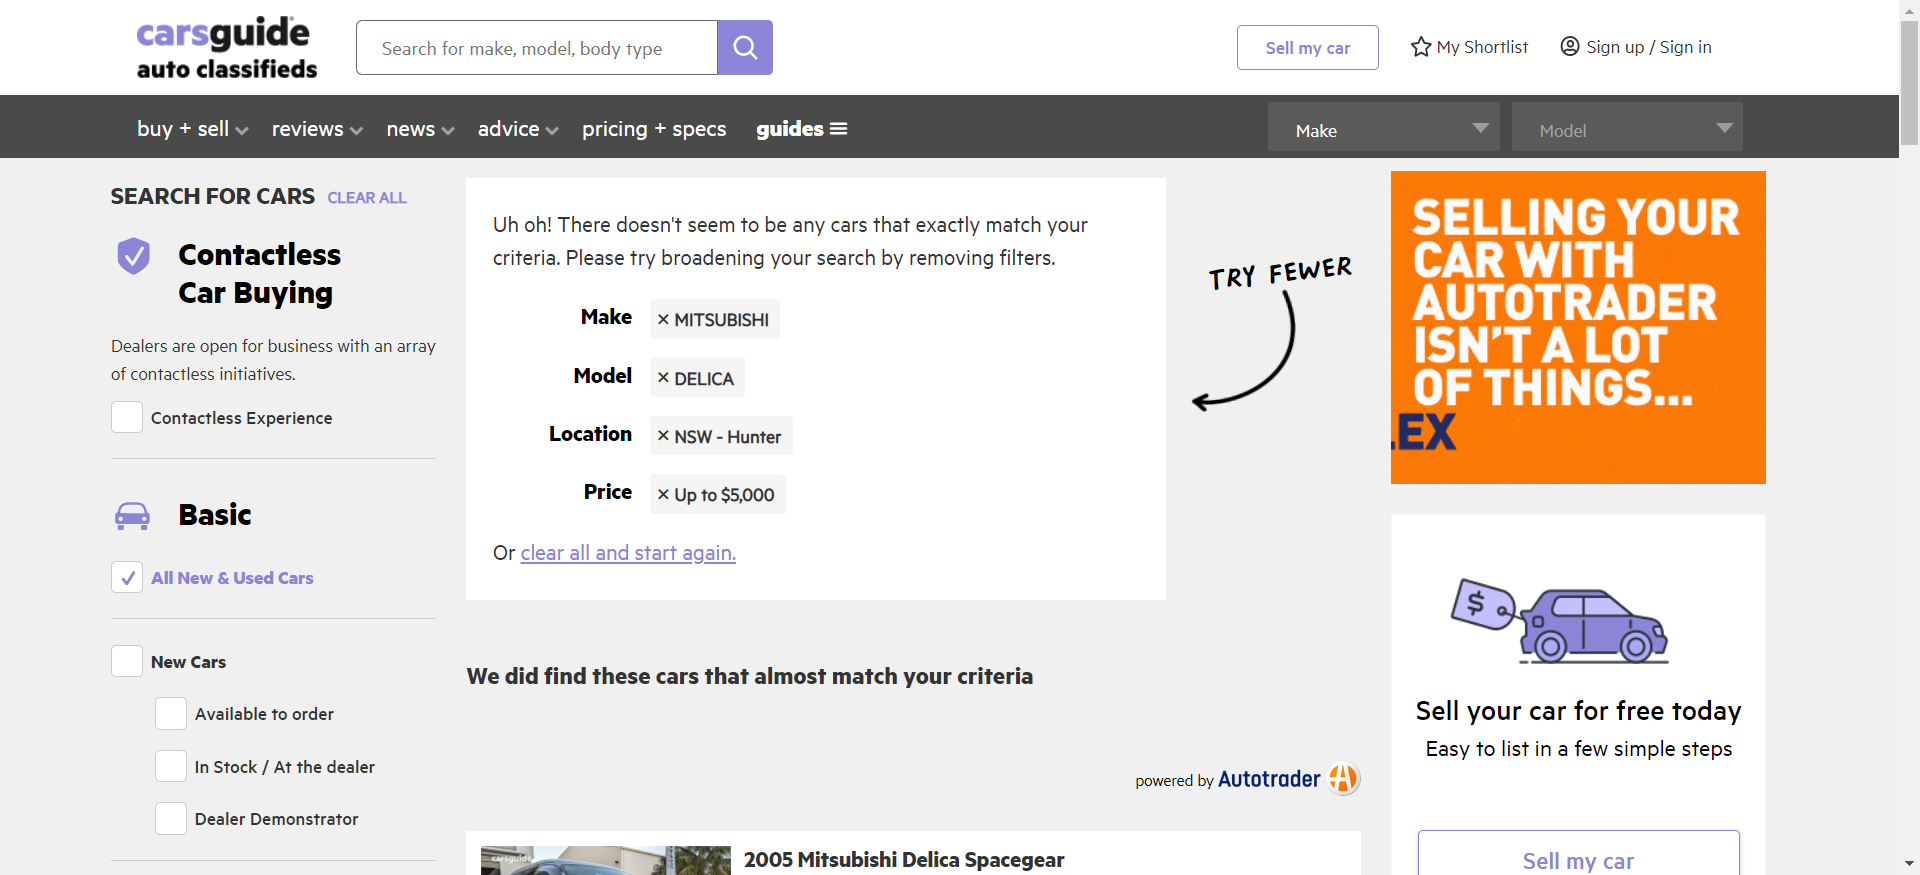 carsguide
auto classifieds
Search for make, model, body type
Sell my car
My Shortlist
Sign up / Sign in
buy + sell
reviews
news
advice
pricing + specs
guides
Make
Model
SEARCH FOR CARS CLEAR ALL
Contactless
Car Buying
Dealers are open for business with an array
of contactless initiatives.
Contactless Experience
Basic
All New & Used Cars
New Cars
Available to order
In Stock / At the dealer
Dealer Demonstrator
Uh oh! There doesn't seem to be any cars that exactly match your
criteria. Please try broadening your search by removing filters.
Make × MITSUBISHI
Model × DELICA
Location × NSW - Hunter
Price × Up to $5,000
Or clear all and start again.
TRY FEWER
We did find these cars that almost match your criteria
powered by Autotrader
carsguide
2005 Mitsubishi Delica Spacegear
SELLING YOUR
CAR WITH
AUTOTRADER
ISN'T A LOT
OF THINGS...
EX
$
Sell your car for free today
Easy to list in a few simple steps
Sell my car